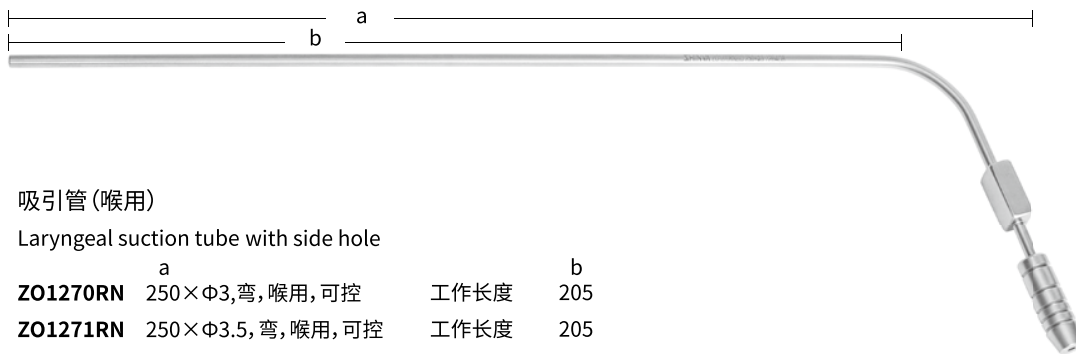 a
b
吸引管（喉用）
Laryngeal suction tube with side hole
a b
ZO1270RN 250×Φ3,弯，喉用，可控 工作长度 205
ZO1271RN 250×Φ3.5，弯，喉用，可控 工作长度 205